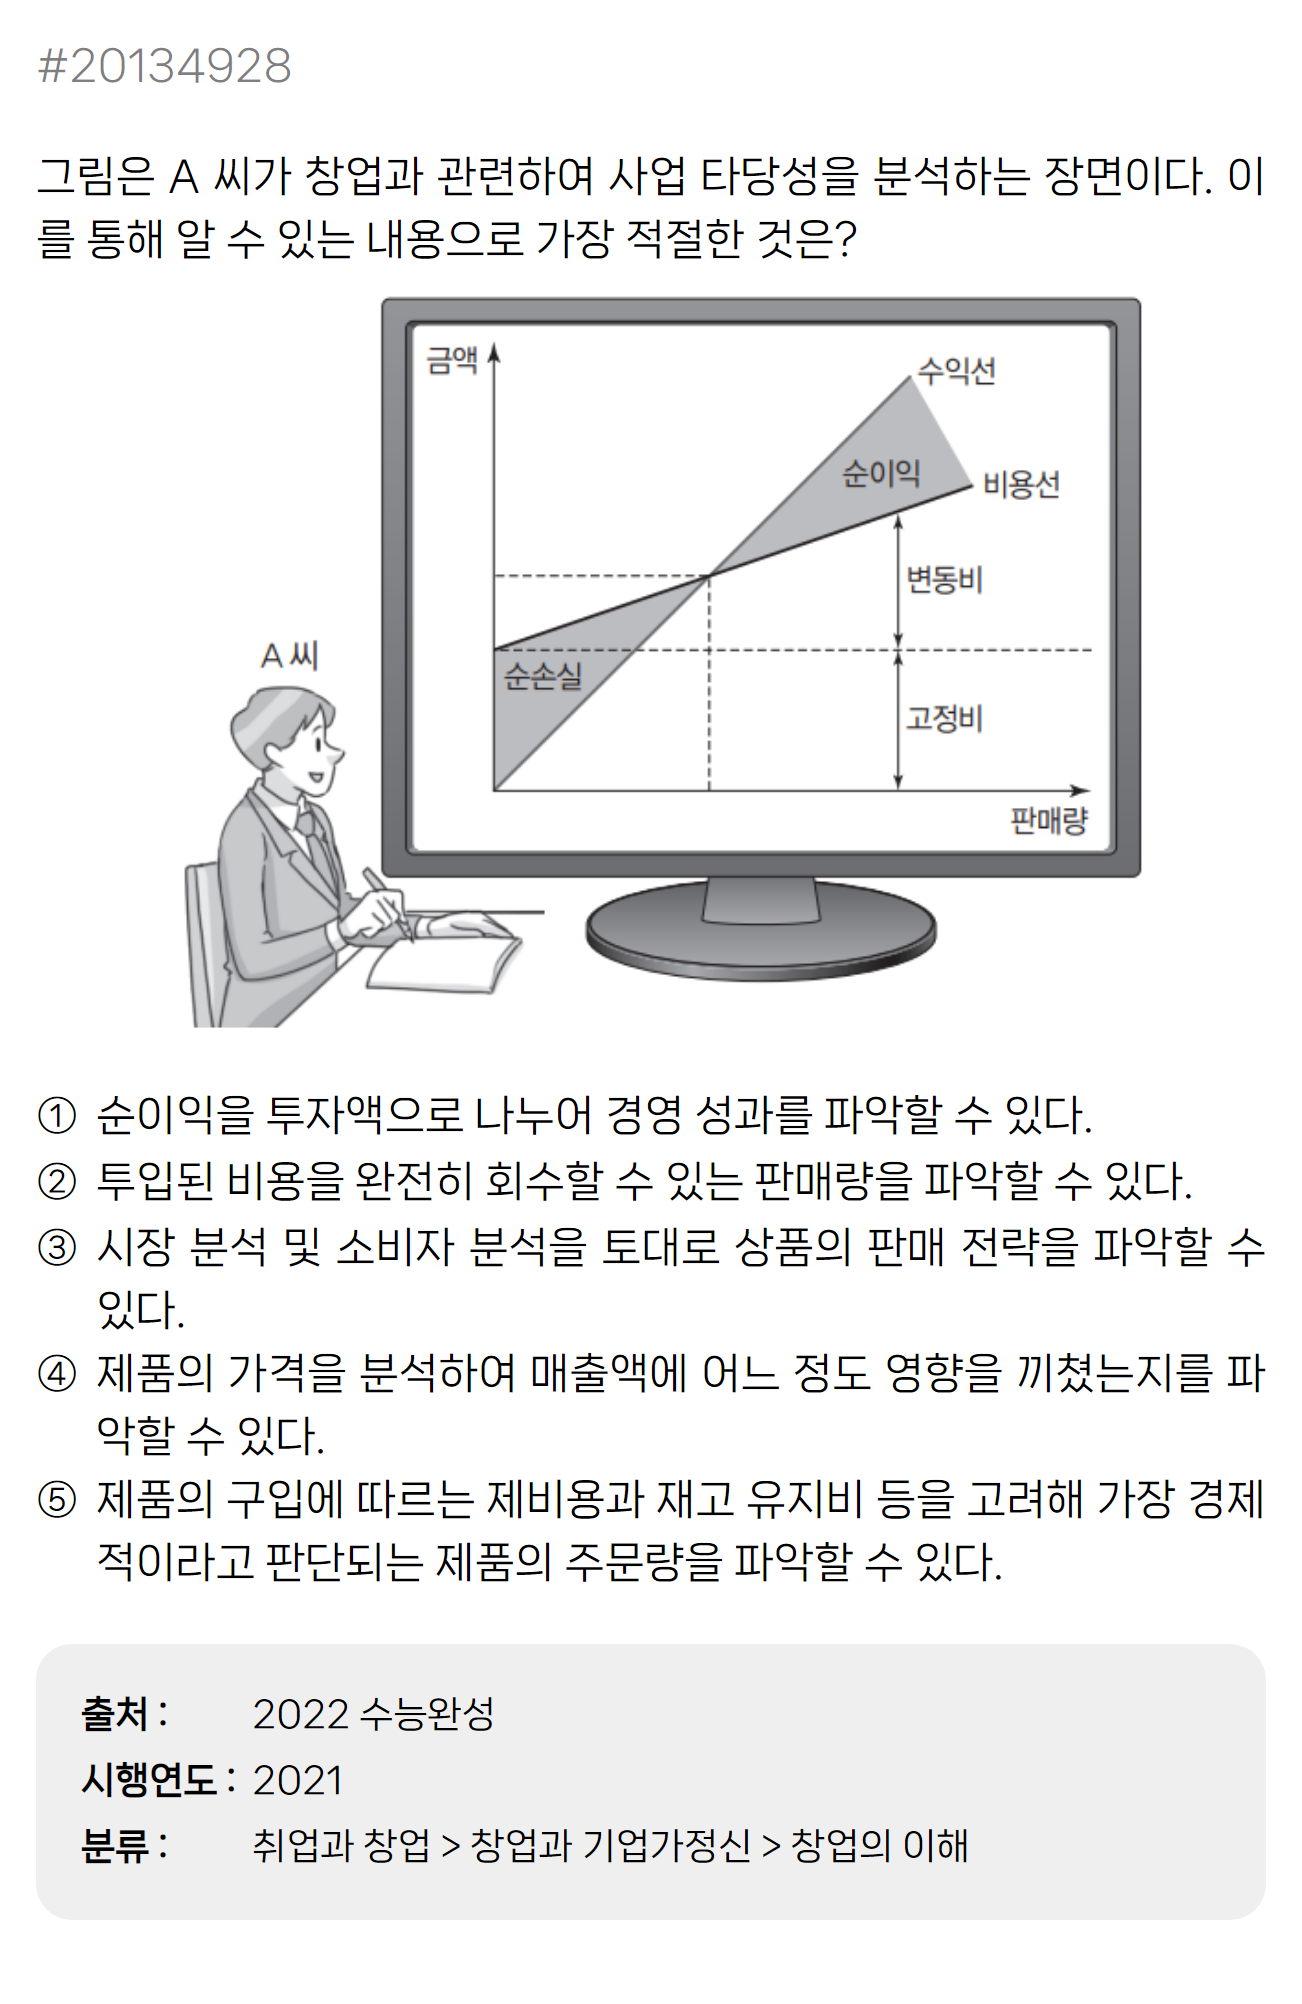 #20134928
그림은 A 씨가 창업과 관련하여 사업 타당성을 분석하는 장면이다. 이
를 통해 알 수 있는 내용으로 가장 적절한 것은?
금액
수익선
순이익
비용선
변동비
A 씨
순손실
고정비
판매량
① 순이익을 투자액으로 나누어 경영 성과를 파악할 수 있다.
② 투입된 비용을 완전히 회수할 수 있는 판매량을 파악할 수 있다.
③ 시장 분석 및 소비자 분석을 토대로 상품의 판매 전략을 파악할 수
있다.
④ 제품의 가격을 분석하여 매출액에 어느 정도 영향을 끼쳤는지를 파
악할 수 있다.
⑤ 제품의 구입에 따르는 제비용과 재고 유지비 등을 고려해 가장 경제
적이라고 판단되는 제품의 주문량을 파악할 수 있다.
출처 : 2022 수능완성
시행연도 : 2021
분류 : 취업과 창업 > 창업과 기업가정신 > 창업의 이해